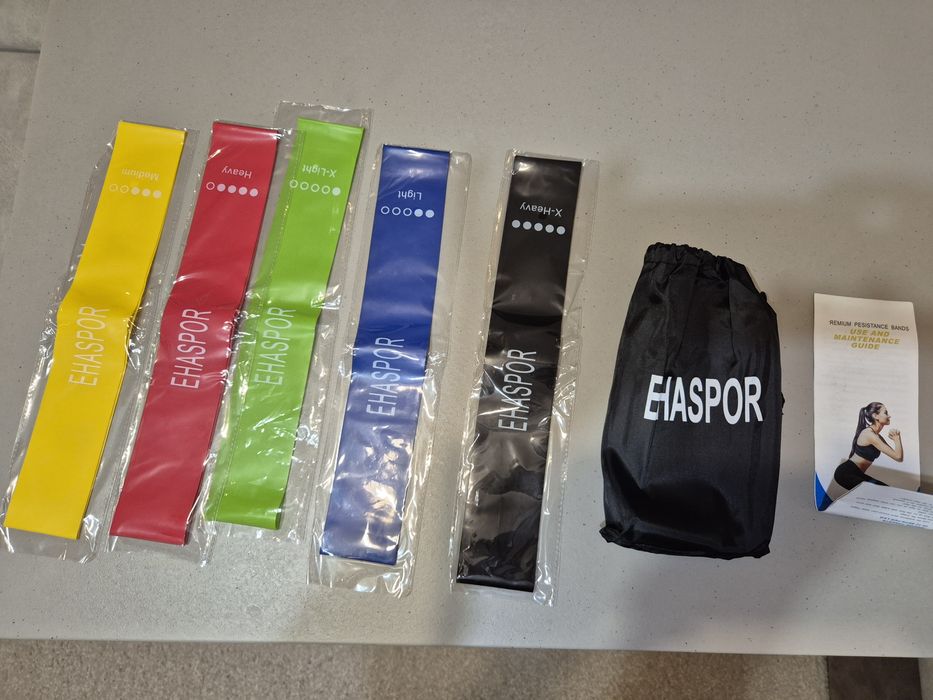 Medium
EHASPOR
Heavy
EHASPOR
X-Light
EHASPOR
Light
EHASPOR
X-Heavy
EHASPOR
EHASPOR
REMIUM PESISTANCE BANDS
USE AND
MAINTENANCE
GUIDE